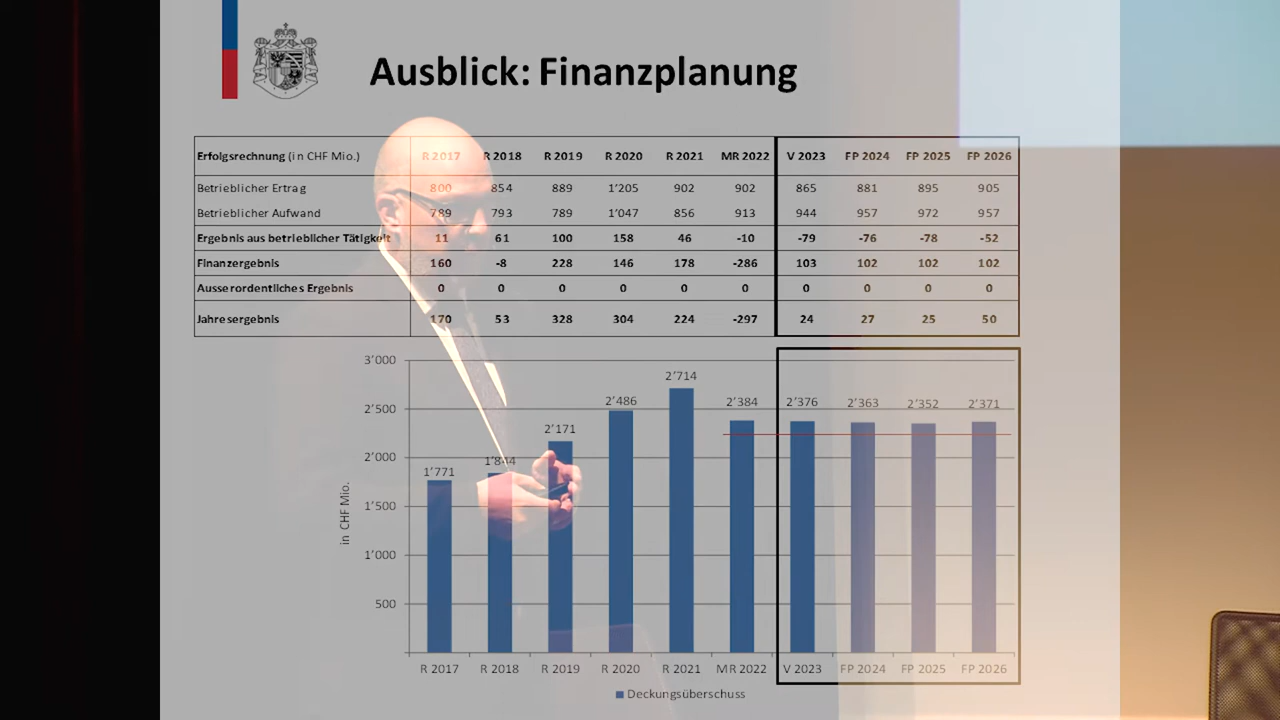 Ausblick: Finanzplanung
Erfolgsrechnung (in CHF Mio.) R 2017 R 2018 R 2019 R 2020 R 2021 MR 2022 V 2023 FP 2024 FP 2025 FP 2026
Betrieblicher Ertrag 800 854 889 1’205 902 902 865 881 895 905
Betrieblicher Aufwand 789 793 789 1’047 856 913 944 957 972 957
Ergebnis aus betrieblicher Tätigkeit 11 61 100 158 46 -10 -79 -76 -78 -52
Finanzergebnis 160 -8 228 146 178 -286 103 102 102 102
Ausserordentliches Ergebnis 0 0 0 0 0 0 0 0 0 0
Jahresergebnis 170 53 328 304 224 -297 24 27 25 50
3’000
2’714
2’500
2’486
2’384 2’376 2’363 2’352 2’371
2’171
2’000
1’844
1’771
1’500
1’000
500
in CHF Mio.
R 2017 R 2018 R 2019 R 2020 R 2021 MR 2022 V 2023 FP 2024 FP 2025 FP 2026
Deckungsüberschuss